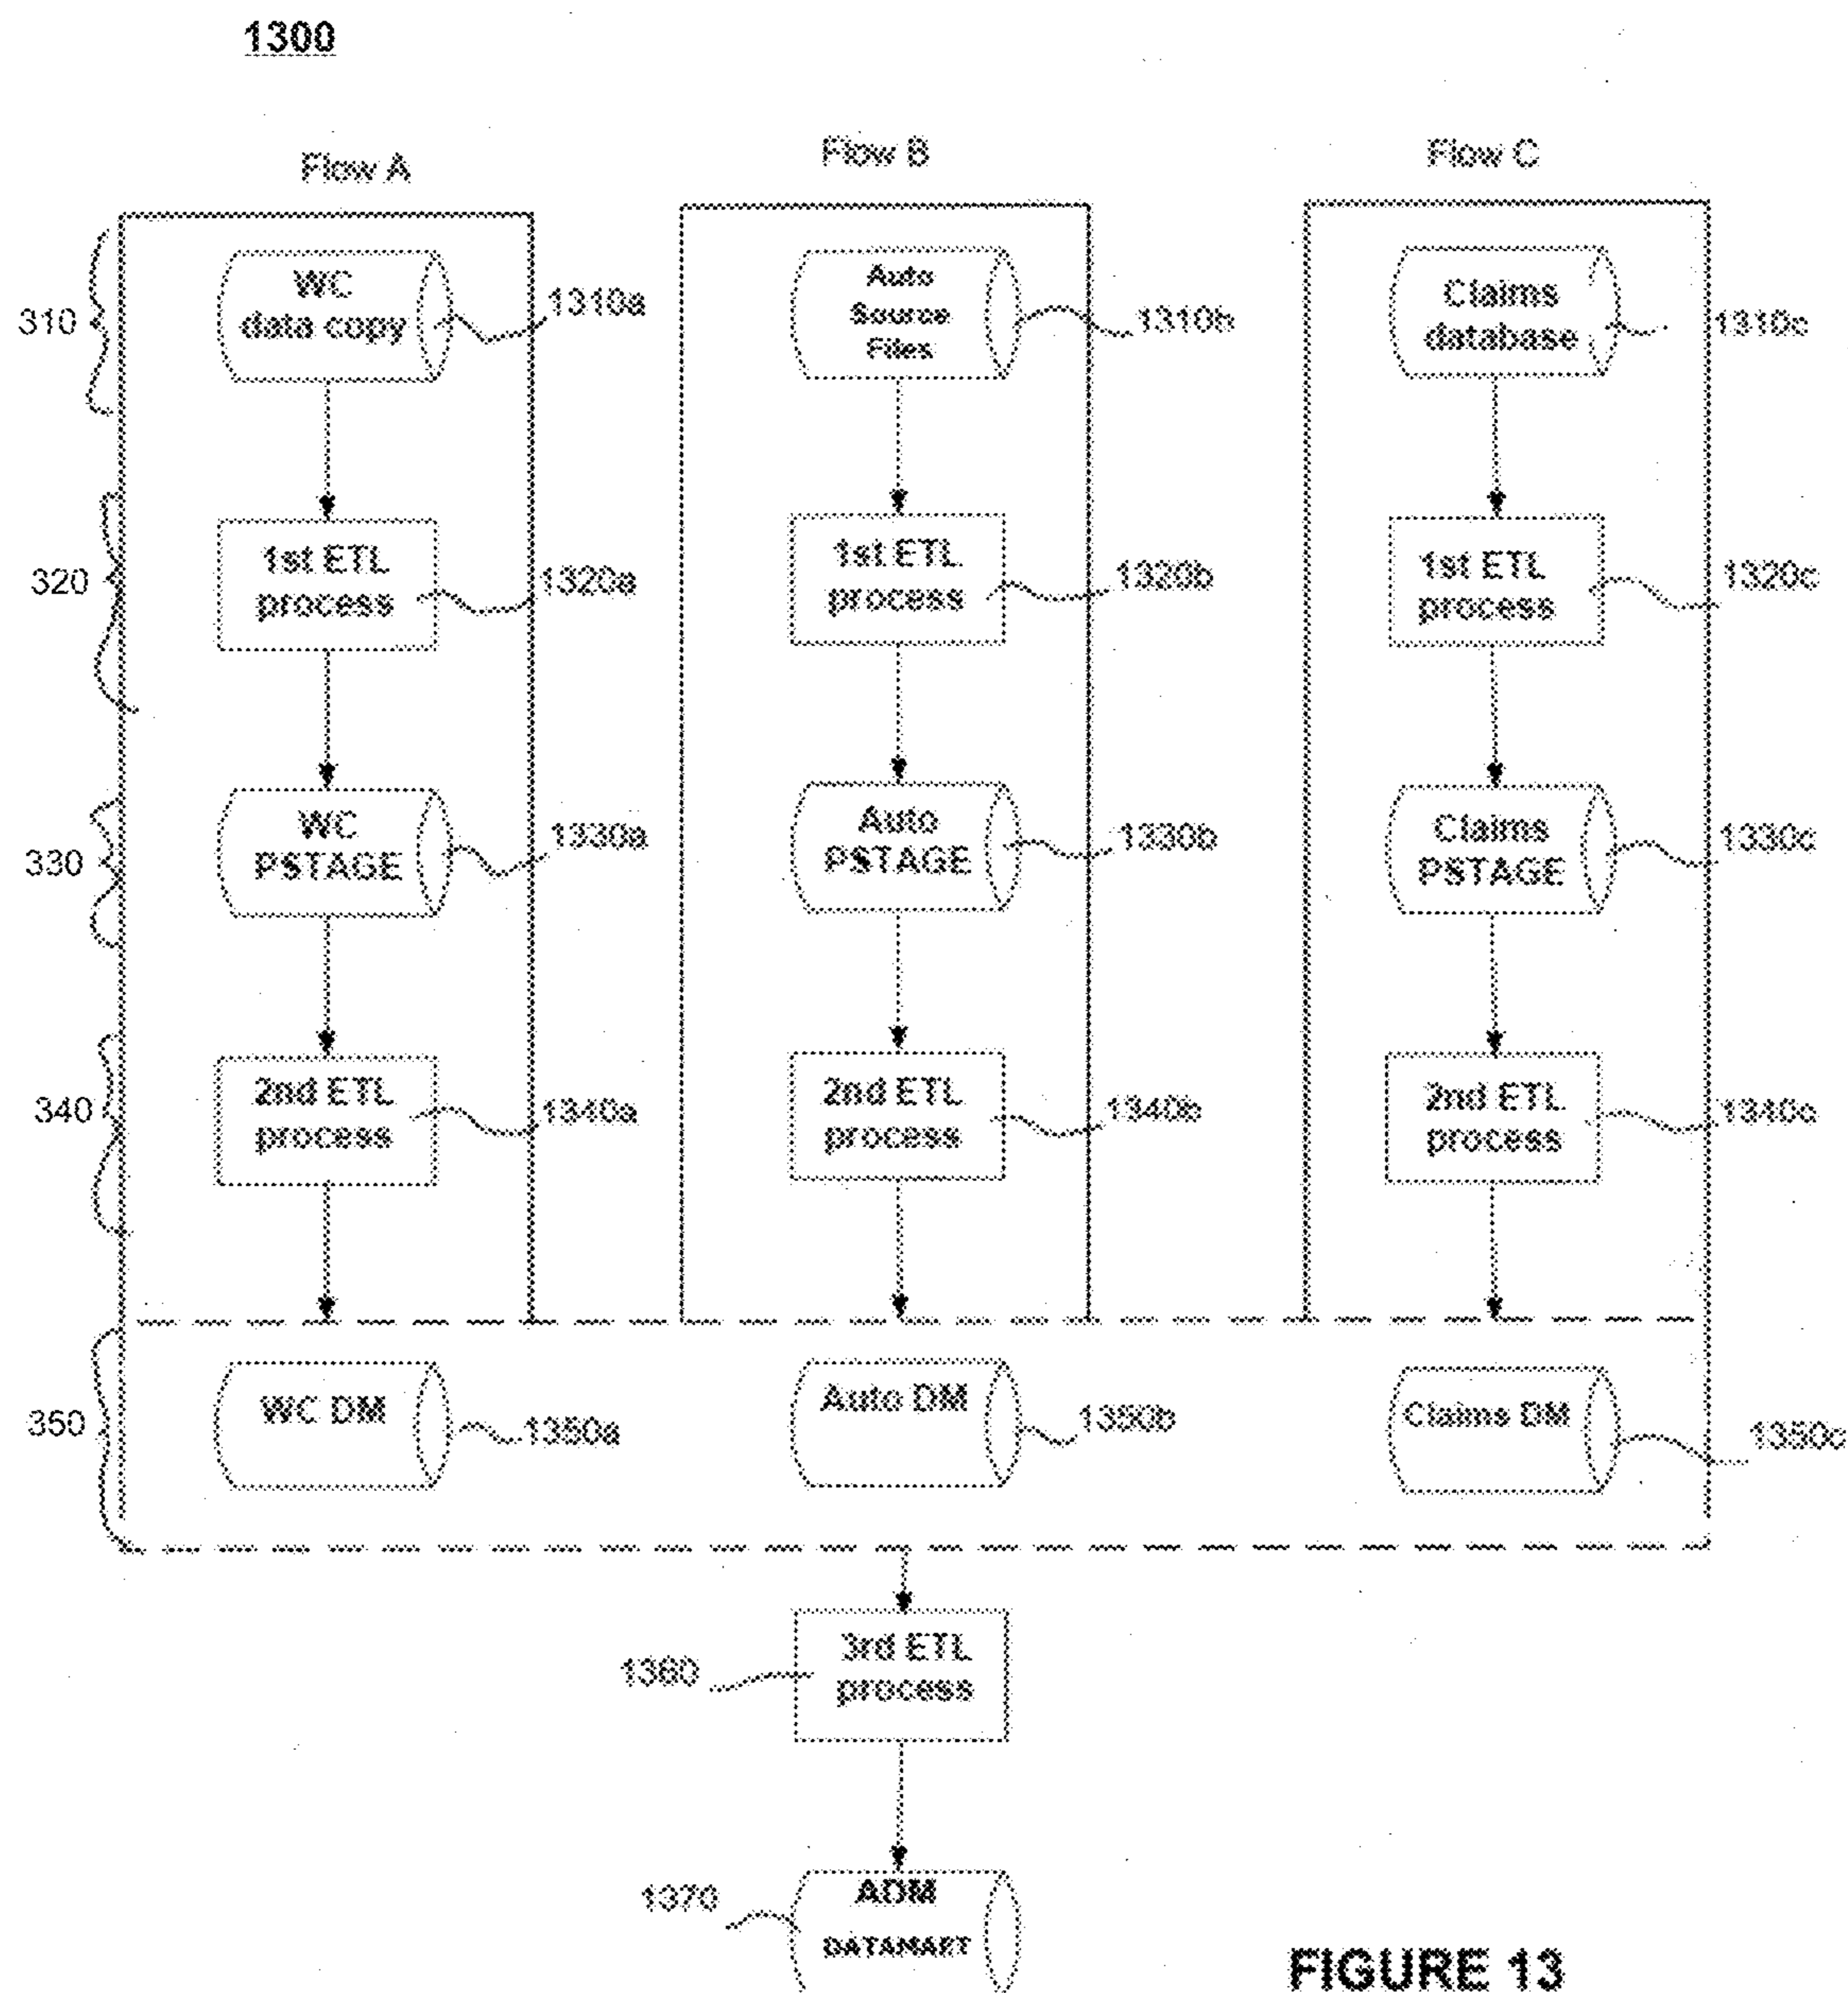 1300
Flow A
Flow B
Flow C
310
WC
data copy
1310a
Auto
Source
Files
1310b
Claims
database
1310c
320
1st ETL
process
1320a
1st ETL
process
1320b
1st ETL
process
1320c
330
WC
PSTAGE
1330a
Auto
PSTAGE
1330b
Claims
PSTAGE
1330c
340
2nd ETL
process
1340a
2nd ETL
process
1340b
2nd ETL
process
1340c
350
WC DM
1350a
Auto DM
1350b
Claims DM
1350c
1360
3rd ETL
process
1370
ADM
DATAMART
FIGURE 13